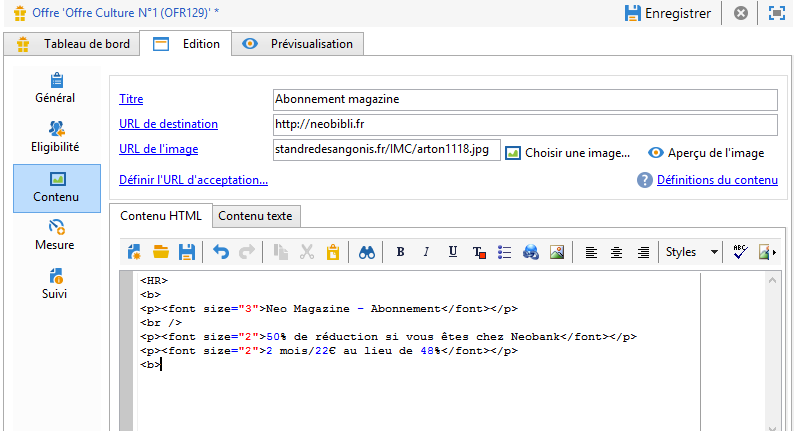 Offre 'Offre Culture N°1 (OFR129)' *
Enregistrer
Tableau de bord
Edition
Prévisualisation
Général
Eligibilité
Contenu
Mesure
Suivi
Titre
Abonnement magazine
URL de destination
http://neobibli.fr
URL de l'image
standredesangonis.fr/IMC/arton1118.jpg
Choisir une image...
Aperçu de l'image
Définir l'URL d'acceptation...
Définitions du contenu
Contenu HTML
Contenu texte
B I U T Styles ABC
<HR>
<b>
<p><font size="3">Neo Magazine - Abonnement</font></p>
<br />
<p><font size="2">50% de réduction si vous êtes chez Neobank</font></p>
<p><font size="2">2 mois/22€ au lieu de 48%</font></p>
<b>